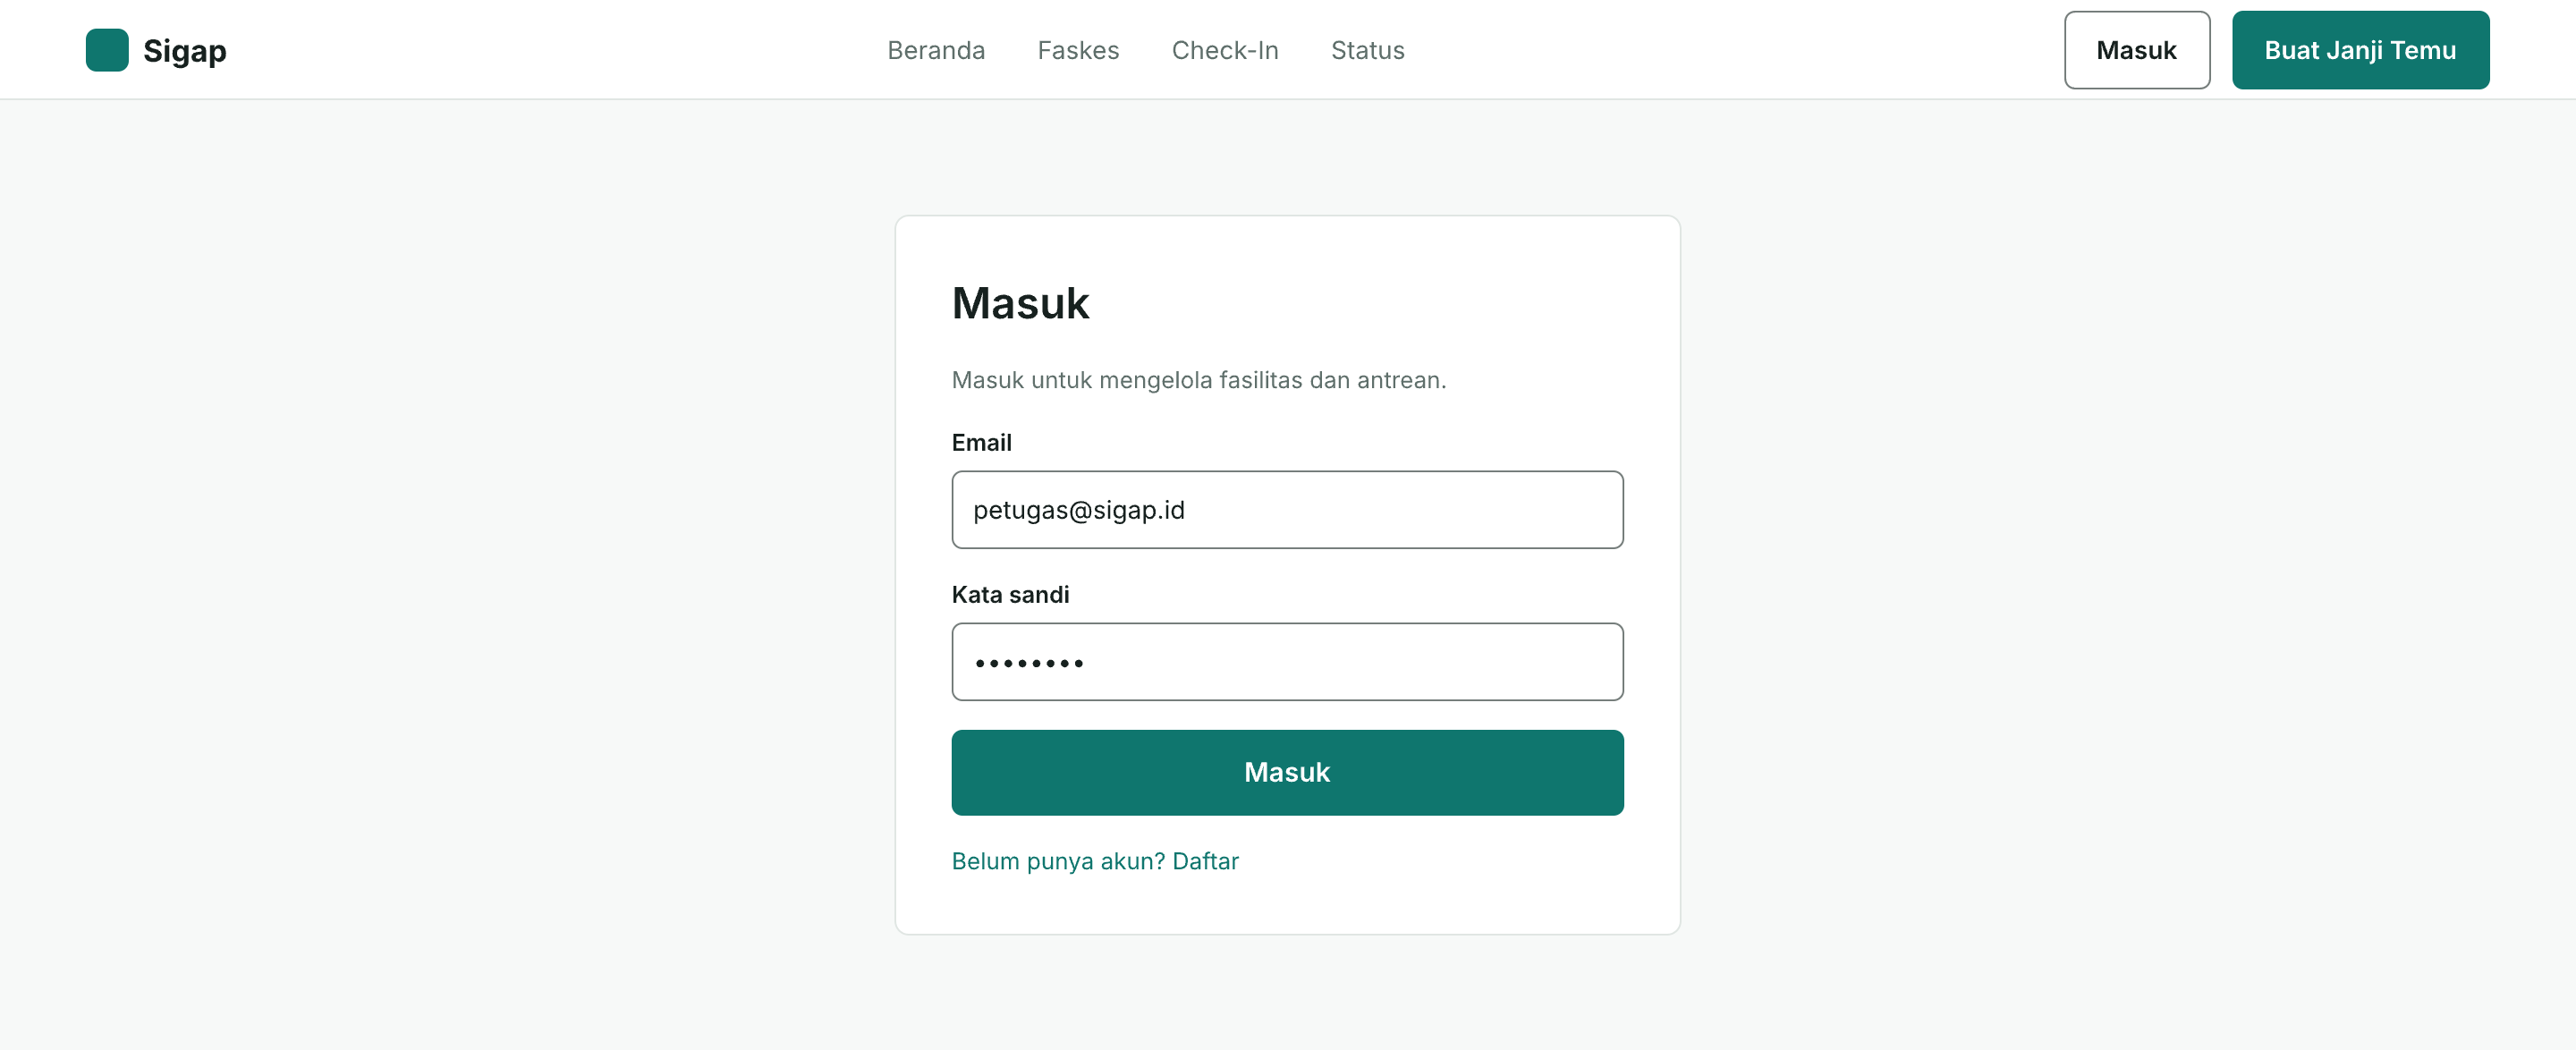 Sigap
Beranda Faskes Check-In Status
Masuk Buat Janji Temu
Masuk
Masuk untuk mengelola fasilitas dan antrean.
Email
petugas@sigap.id
Kata sandi
••••••••
Masuk
Belum punya akun? Daftar